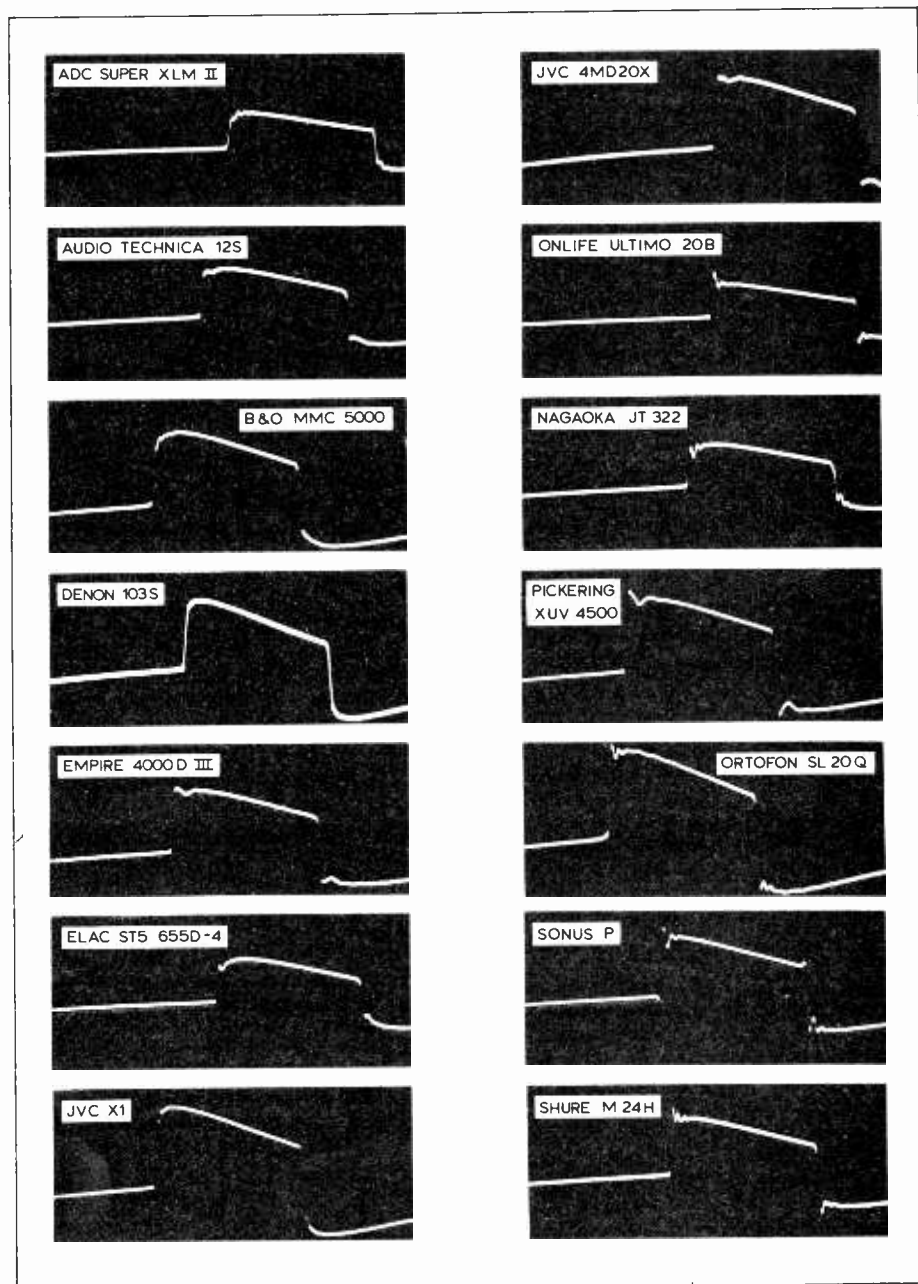 ADC SUPER XLM II
AUDIO TECHNICA 12S
B&O MMC 5000
DENON 103S
EMPIRE 4000D III
ELAC ST5 655D-4
JVC X1
JVC 4MD20X
ONLIFE ULTIMO 20B
NAGAOKA JT 322
PICKERING
XUV 4500
ORTOFON SL 20Q
SONUS P
SHURE M 24H